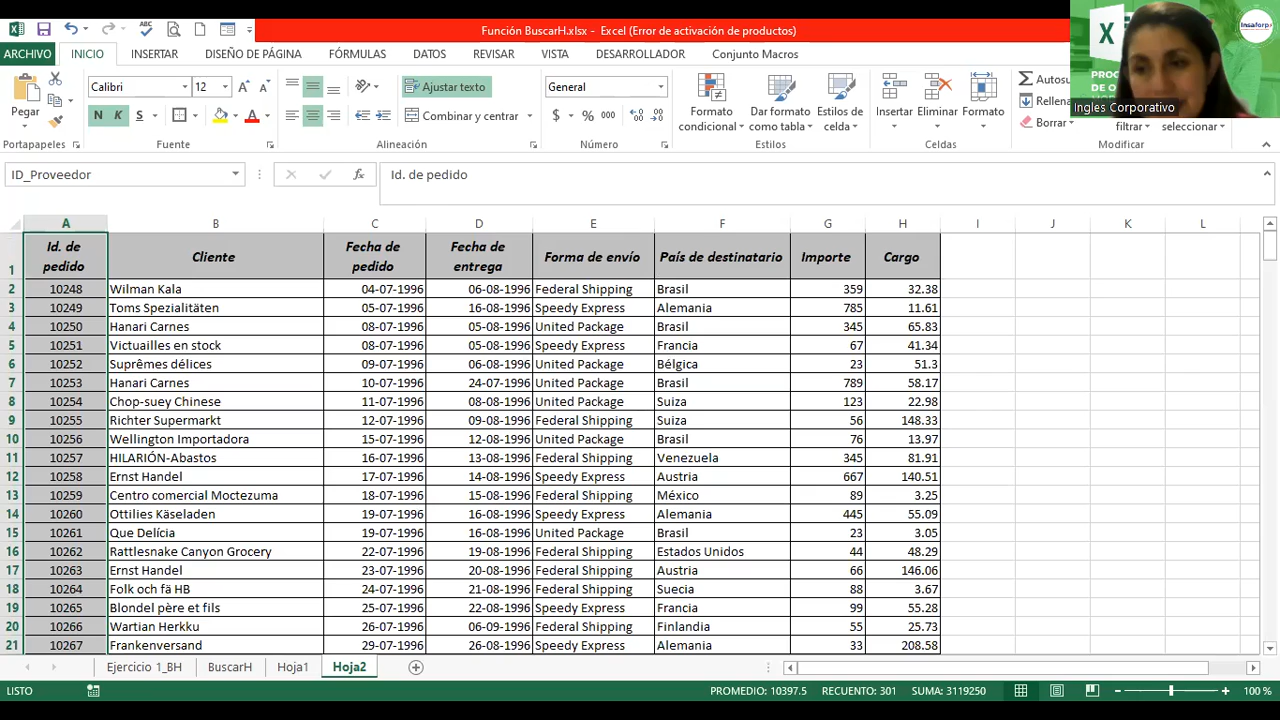 Función BuscarH.xlsx - Excel (Error de activación de productos)
ARCHIVO INICIO INSERTAR DISEÑO DE PÁGINA FÓRMULAS DATOS REVISAR VISTA DESARROLLADOR Conjunto Macros
Pegar
Calibri 12
N K S
Ajustar texto
Combinar y centrar
General
$ % 000
Formato condicional
Dar formato como tabla
Estilos de celda
Insertar Eliminar Formato
Autosu
Rellena
Borrar
filtrar
seleccionar
Portapapeles Fuente Alineación Número Estilos Celdas Modificar
Insaforp
Ingles Corporativo
ID_Proveedor fx Id. de pedido
A B C D E F G H I J K L
1 Id. de pedido Cliente Fecha de pedido Fecha de entrega Forma de envío País de destinatario Importe Cargo
2 10248 Wilman Kala 04-07-1996 06-08-1996 Federal Shipping Brasil 359 32.38
3 10249 Toms Spezialitäten 05-07-1996 16-08-1996 Speedy Express Alemania 785 11.61
4 10250 Hanari Carnes 08-07-1996 05-08-1996 United Package Brasil 345 65.83
5 10251 Victuailles en stock 08-07-1996 05-08-1996 Speedy Express Francia 67 41.34
6 10252 Suprêmes délices 09-07-1996 06-08-1996 United Package Bélgica 23 51.3
7 10253 Hanari Carnes 10-07-1996 24-07-1996 United Package Brasil 789 58.17
8 10254 Chop-suey Chinese 11-07-1996 08-08-1996 United Package Suiza 123 22.98
9 10255 Richter Supermarkt 12-07-1996 09-08-1996 Federal Shipping Suiza 56 148.33
10 10256 Wellington Importadora 15-07-1996 12-08-1996 United Package Brasil 76 13.97
11 10257 HILARIÓN-Abastos 16-07-1996 13-08-1996 Federal Shipping Venezuela 345 81.91
12 10258 Ernst Handel 17-07-1996 14-08-1996 Speedy Express Austria 667 140.51
13 10259 Centro comercial Moctezuma 18-07-1996 15-08-1996 Federal Shipping México 89 3.25
14 10260 Ottilies Käseladen 19-07-1996 16-08-1996 Speedy Express Alemania 445 55.09
15 10261 Que Delícia 19-07-1996 16-08-1996 United Package Brasil 23 3.05
16 10262 Rattlesnake Canyon Grocery 22-07-1996 19-08-1996 Federal Shipping Estados Unidos 44 48.29
17 10263 Ernst Handel 23-07-1996 20-08-1996 Federal Shipping Austria 66 146.06
18 10264 Folk och fä HB 24-07-1996 21-08-1996 Federal Shipping Suecia 88 3.67
19 10265 Blondel père et fils 25-07-1996 22-08-1996 Speedy Express Francia 99 55.28
20 10266 Wartian Herkku 26-07-1996 06-09-1996 Federal Shipping Finlandia 55 25.73
21 10267 Frankenversand 29-07-1996 26-08-1996 Speedy Express Alemania 33 208.58
Ejercicio 1_BH BuscarH Hoja1 Hoja2
LISTO PROMEDIO: 10397.5 RECUENTO: 301 SUMA: 3119250 100 %